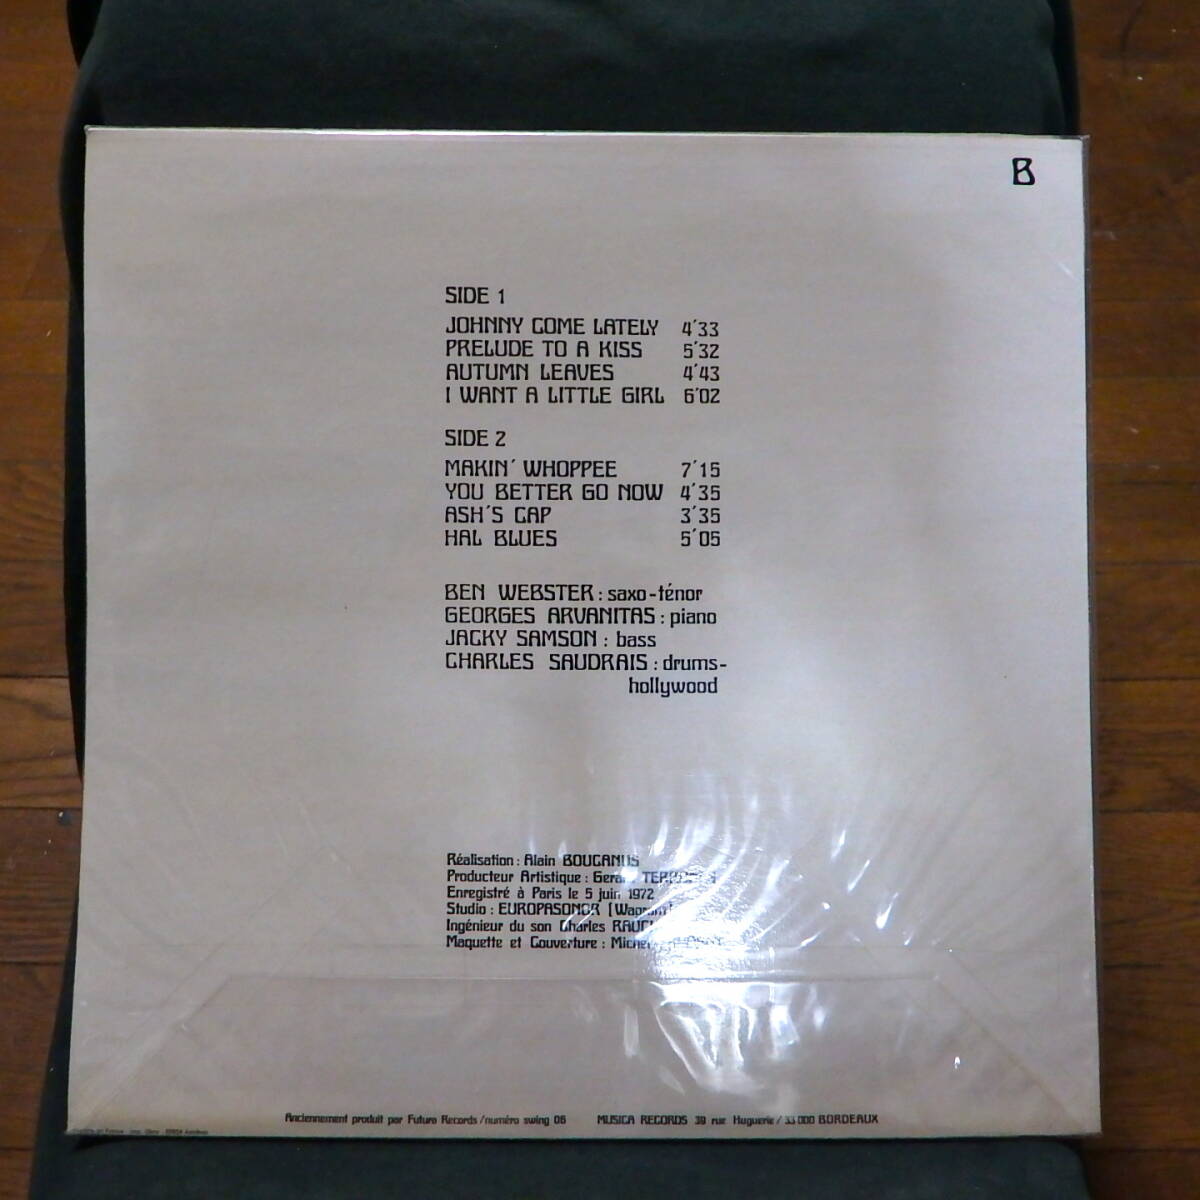 B
SIDE 1
JOHNNY COME LATELY 4'33
PRELUDE TO A KISS 5'32
AUTUMN LEAVES 4'43
I WANT A LITTLE GIRL 6'02
SIDE 2
MAKIN' WHOPPEE 7'15
YOU BETTER GO NOW 4'35
ASH'S CAP 3'35
HAL BLUES 5'05
BEN WEBSTER : saxo-ténor
GEORGES ARVANITAS : piano
JACKY SAMSON : bass
CHARLES SAUDRAIS : drums-
hollywood
Réalisation : Alain BOUCANUS
Producteur Artistique :
Enregistré à Paris le 5 juin 1972
Studio : EUROPASONOR
Ingénieur du son Charles
Maquette et Couverture :
Anciennement produit par Futura Records / numéro swing 06 MUSICA RECORDS 39 rue Huguerie / 33 000 BORDEAUX